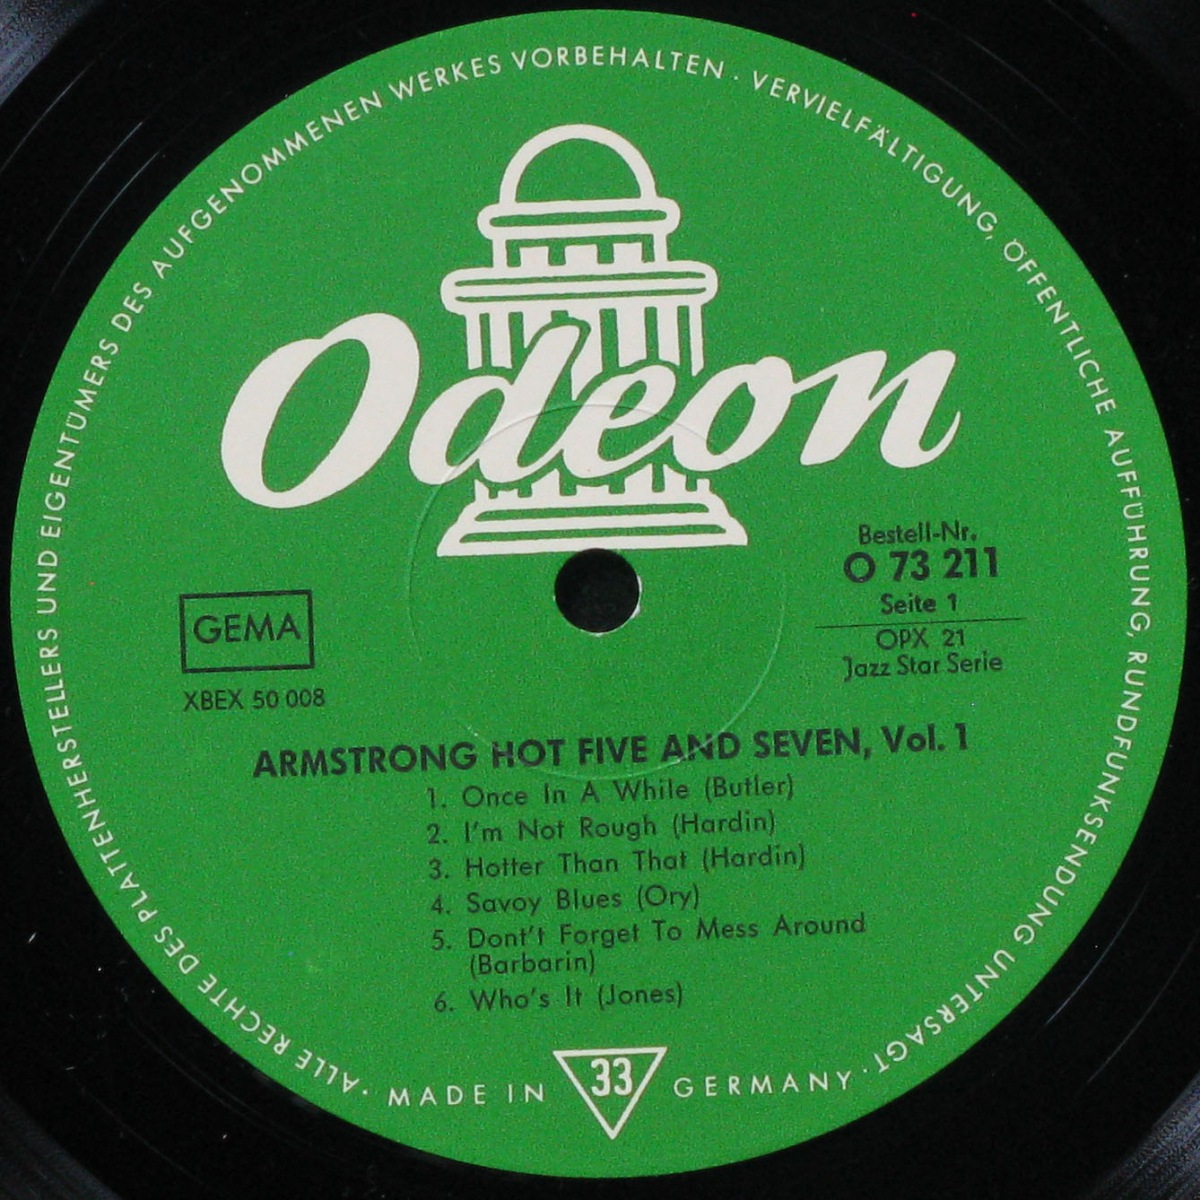 ALLE RECHTE DES PLATTENHERSTELLERS UND EIGENTÜMERS DES AUFGENOMMENEN WERKES VORBEHALTEN · VERVIELFÄLTIGUNG, ÖFFENTLICHE AUFFÜHRUNG, RUNDFUNKSENDUNG UNTERSAGT ·
Odeon
Bestell-Nr.
O 73 211
Seite 1
OPX 21
Jazz Star Serie
GEMA
XBEX 50 008
ARMSTRONG HOT FIVE AND SEVEN, Vol. 1
1. Once In A While (Butler)
2. I'm Not Rough (Hardin)
3. Hotter Than That (Hardin)
4. Savoy Blues (Ory)
5. Dont't Forget To Mess Around
(Barbarin)
6. Who's It (Jones)
· MADE IN 33 GERMANY ·